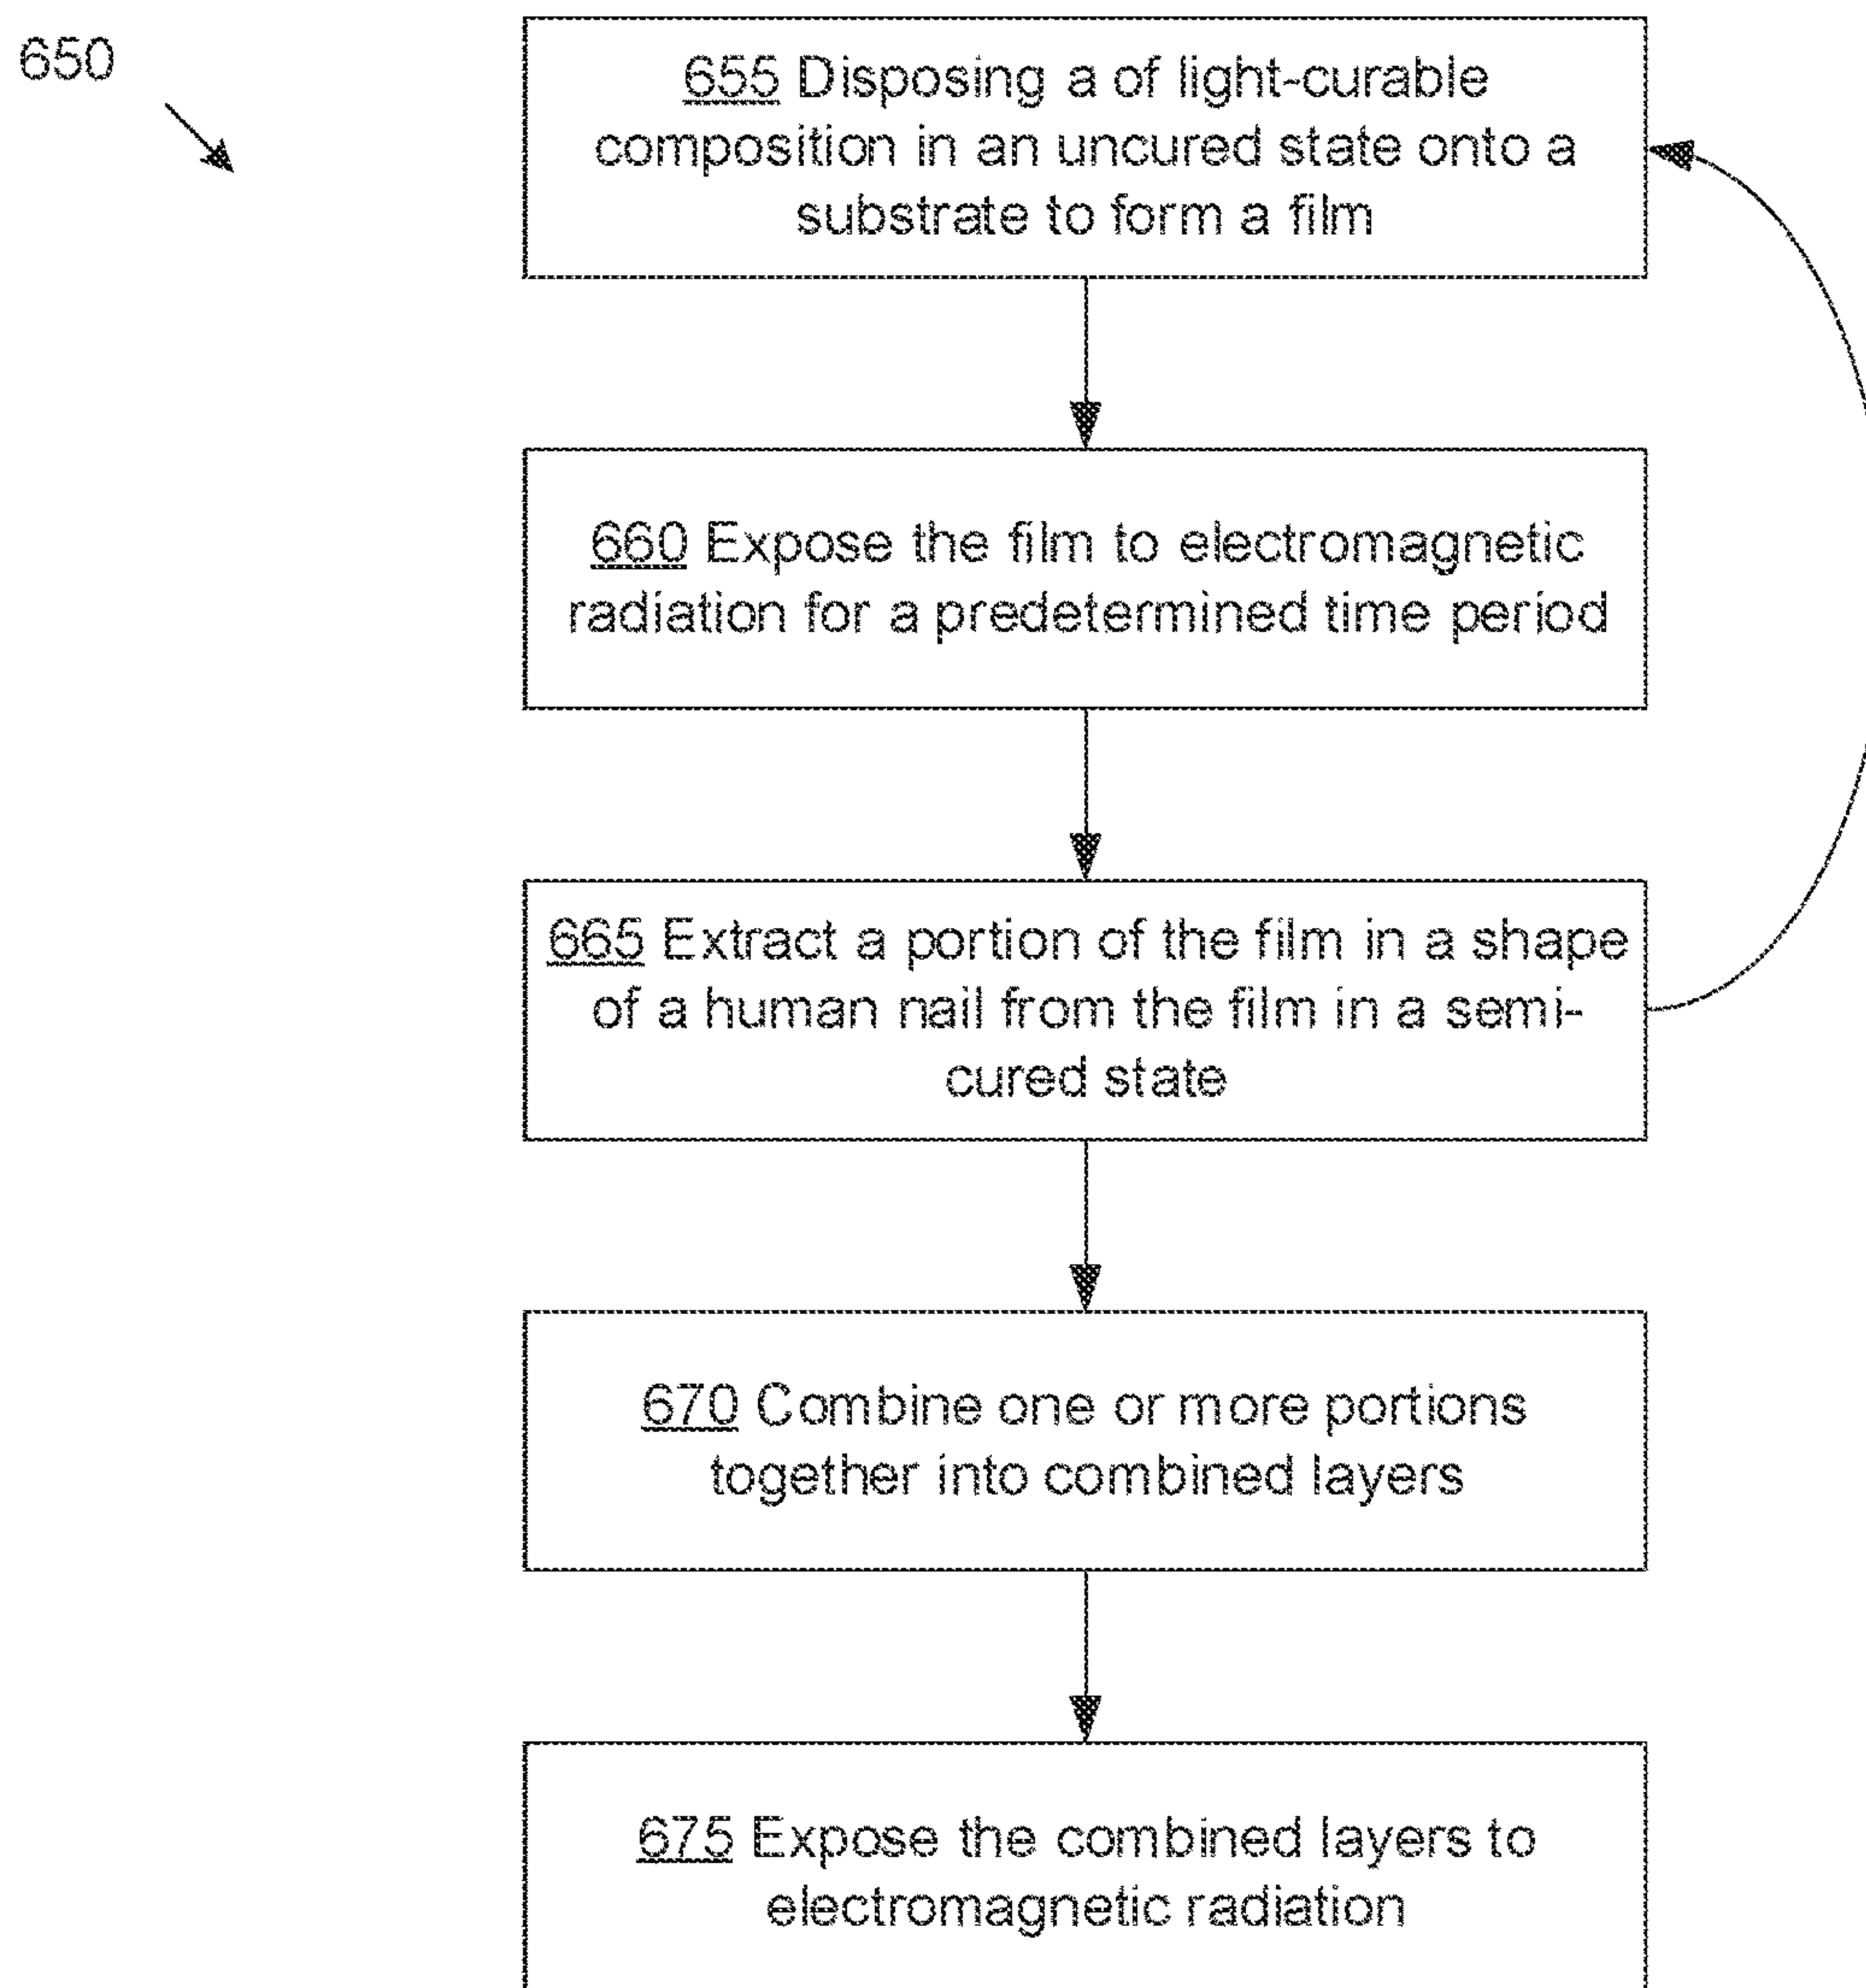 650
655 Disposing a of light-curable
composition in an uncured state onto a
substrate to form a film
660 Expose the film to electromagnetic
radiation for a predetermined time period
665 Extract a portion of the film in a shape
of a human nail from the film in a semi-
cured state
670 Combine one or more portions
together into combined layers
675 Expose the combined layers to
electromagnetic radiation